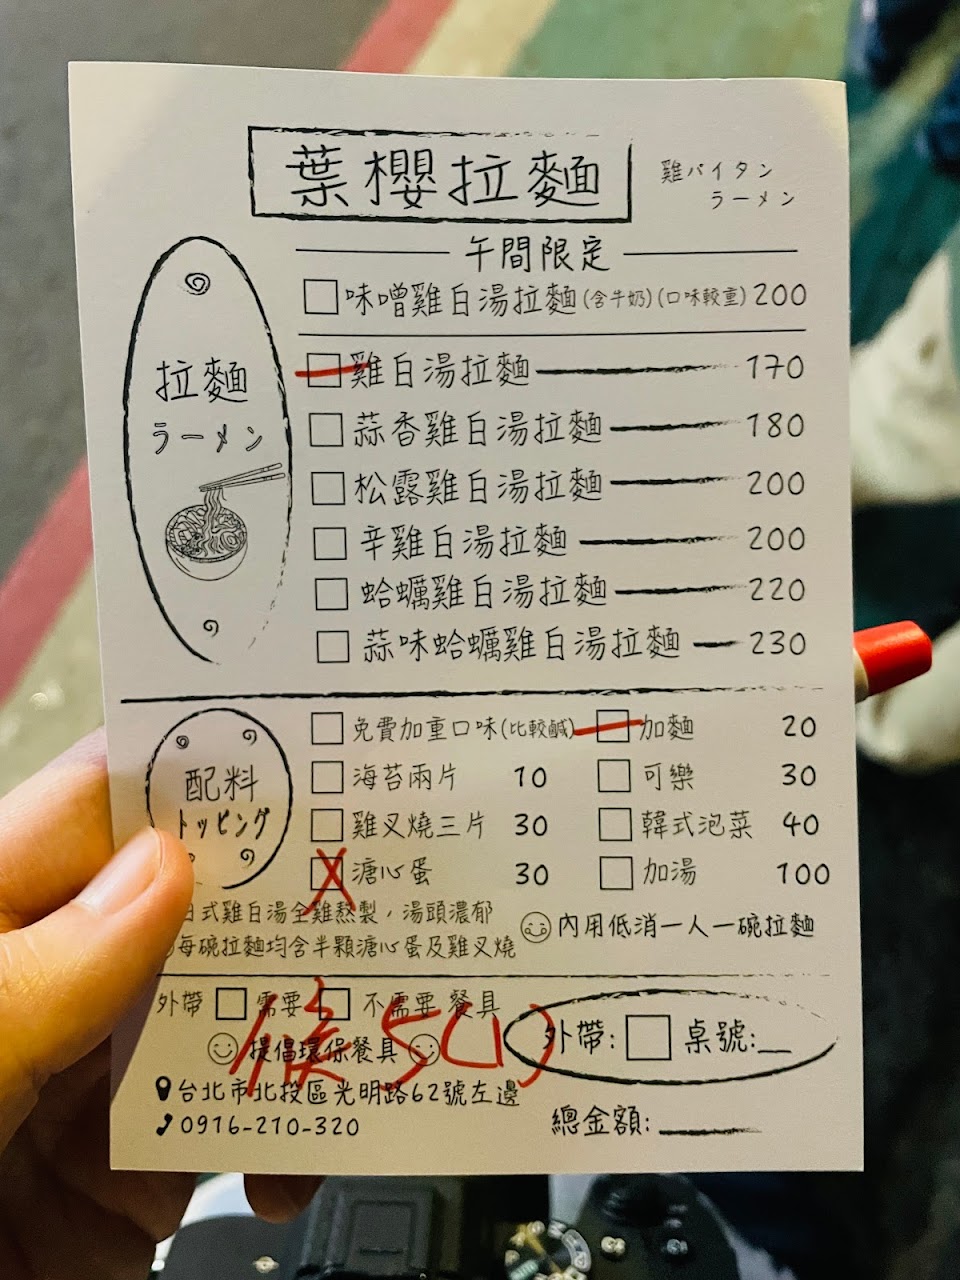 葉櫻拉麵
雞パイタン
ラーメン
午間限定
味噌雞白湯拉麵(含牛奶)(口味較重) 200
拉麵
ラーメン
雞白湯拉麵 170
蒜香雞白湯拉麵 180
松露雞白湯拉麵 200
辛雞白湯拉麵 200
蛤蠣雞白湯拉麵 220
蒜味蛤蠣雞白湯拉麵 230
配料
トッピング
免費加重口味(比較鹹) 加麵 20
海苔兩片 10 可樂 30
雞叉燒三片 30 韓式泡菜 40
溏心蛋 30 加湯 100
日式雞白湯全雞熬製，湯頭濃郁
每碗拉麵均含半顆溏心蛋及雞叉燒
內用低消一人一碗拉麵
外帶 需要 不需要 餐具
提倡環保餐具
候5(1)
外帶: 桌號:_
台北市北投區光明路62號左邊
0916-210-320
總金額:
C2 C1